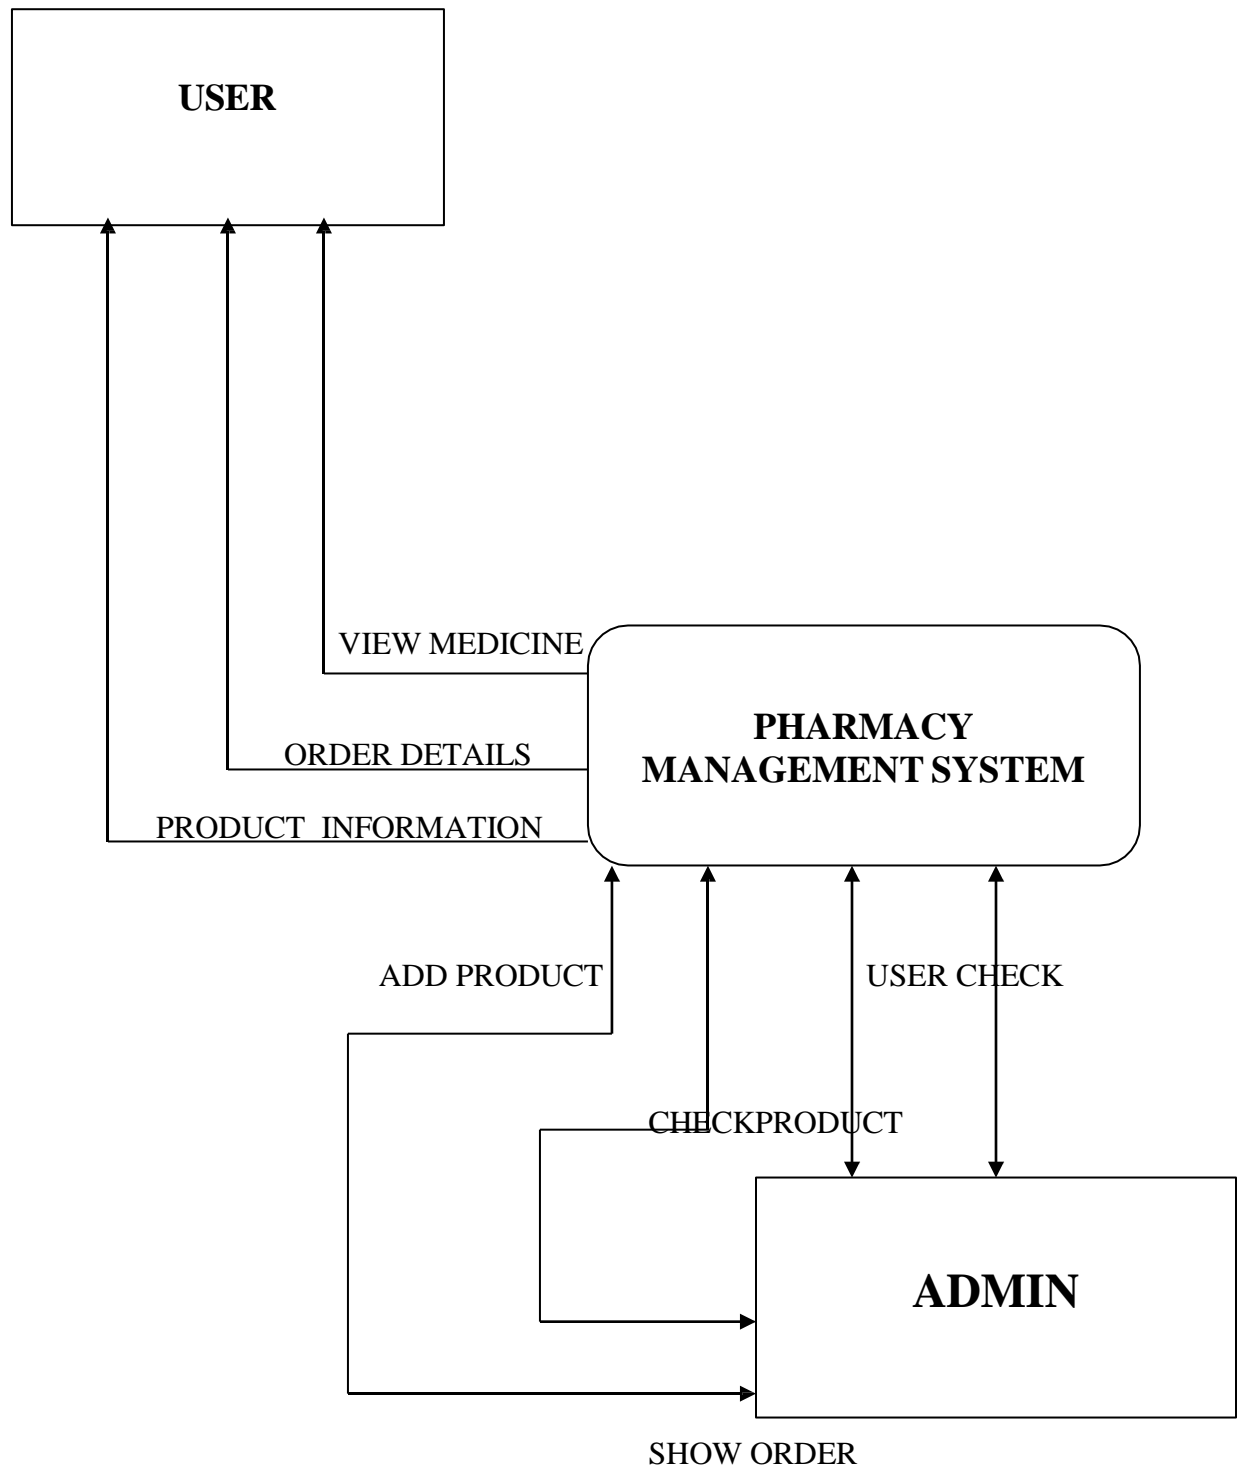 USER
VIEW MEDICINE
PHARMACY
MANAGEMENT SYSTEM
ORDER DETAILS
PRODUCT INFORMATION
ADD PRODUCT
USER CHECK
CHECKPRODUCT
ADMIN
SHOW ORDER